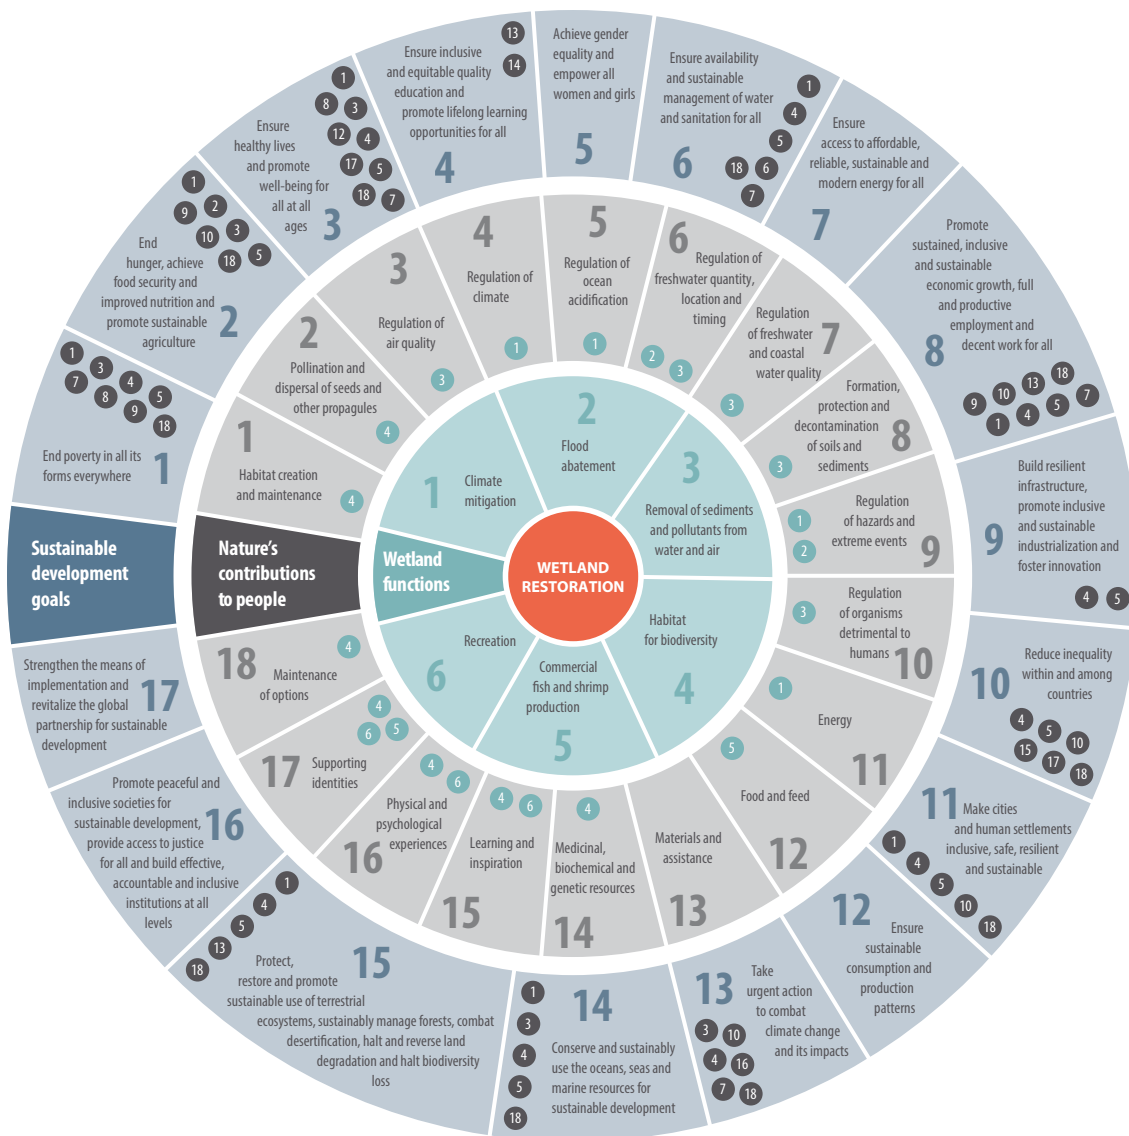 WETLAND
RESTORATION
Wetland
functions
1
Climate
mitigation
2
Flood
abatement
3
Removal of sediments
and pollutants from
water and air
4
Habitat
for biodiversity
5
Commercial
fish and shrimp
production
6
Recreation
Nature's
contributions
to people
1
Habitat creation
and maintenance
4
2
Pollination and
dispersal of seeds and
other propagules
4
3
Regulation of
air quality
3
4
Regulation of
climate
1
5
Regulation of
ocean
acidification
1
6
Regulation of
freshwater quantity,
location and
timing
2
3
7
Regulation
of freshwater
and coastal
water quality
3
8
Formation,
protection and
decontamination
of soils and
sediments
3
9
Regulation
of hazards and
extreme events
1
2
10
Regulation
of organisms
detrimental to
humans
3
11
Energy
1
12
Food and feed
5
13
Materials and
assistance
14
Medicinal,
biochemical and
genetic resources
4
15
Learning and
inspiration
4
6
16
Physical and
psychological
experiences
4
6
17
Supporting
identities
4
6
5
18
Maintenance
of options
4
Sustainable
development
goals
1
End poverty in all its
forms everywhere
1
3
7
4
8
5
9
18
2
End
hunger, achieve
food security and
improved nutrition and
promote sustainable
agriculture
1
2
9
3
10
5
18
3
Ensure
healthy lives
and promote
well-being for
all at all
ages
1
8
3
12
4
17
5
18
7
4
Ensure inclusive
and equitable quality
education and
promote lifelong learning
opportunities for all
13
14
5
Achieve gender
equality and
empower all
women and girls
6
Ensure availability
and sustainable
management of water
and sanitation for all
1
4
5
18
6
7
7
Ensure
access to affordable,
reliable, sustainable and
modern energy for all
8
Promote
sustained, inclusive
and sustainable
economic growth, full
and productive
employment and
decent work for all
9
10
13
18
1
4
5
7
9
Build resilient
infrastructure,
promote inclusive
and sustainable
industrialization and
foster innovation
4
5
10
Reduce inequality
within and among
countries
4
5
10
15
17
18
11
Make cities
and human settlements
inclusive, safe, resilient
and sustainable
1
4
5
10
18
12
Ensure
sustainable
consumption and
production
patterns
13
Take
urgent action
to combat
climate change
and its impacts
3
10
4
16
7
18
14
Conserve and sustainably
use the oceans, seas and
marine resources for
sustainable development
1
3
4
5
18
15
Protect,
restore and promote
sustainable use of terrestrial
ecosystems, sustainably manage forests, combat
desertification, halt and reverse land
degradation and halt biodiversity
loss
1
4
5
13
18
16
Promote peaceful and
inclusive societies for
sustainable development,
provide access to justice
for all and build effective,
accountable and inclusive
institutions at all
levels
17
Strengthen the means of
implementation and
revitalize the global
partnership for sustainable
development